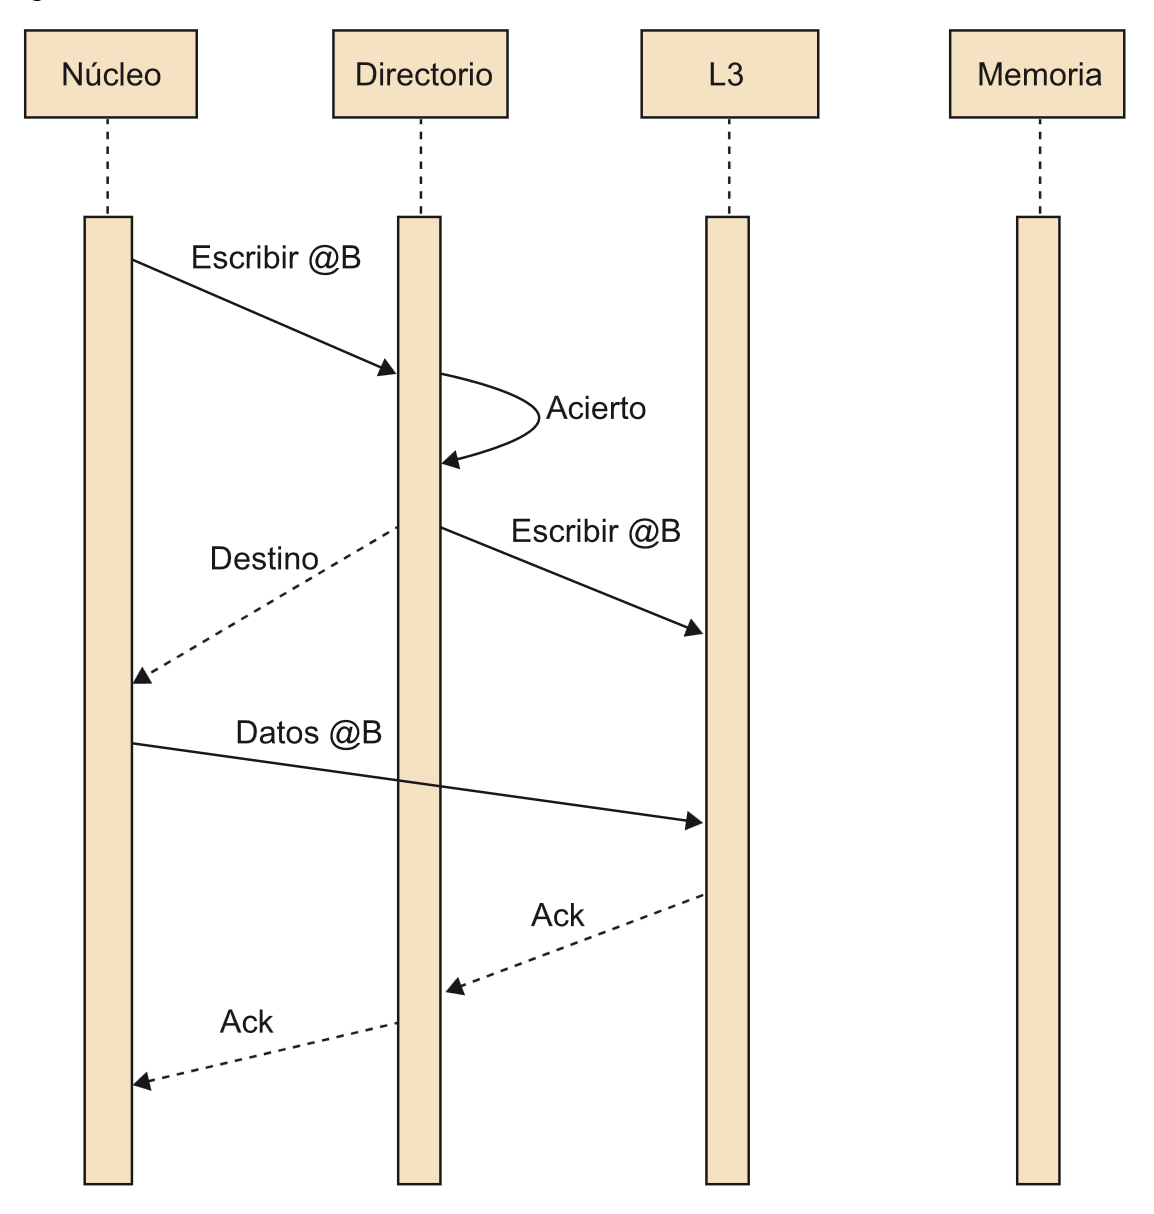 Núcleo
Directorio
L3
Memoria
Escribir @B
Acierto
Escribir @B
Destino
Datos @B
Ack
Ack